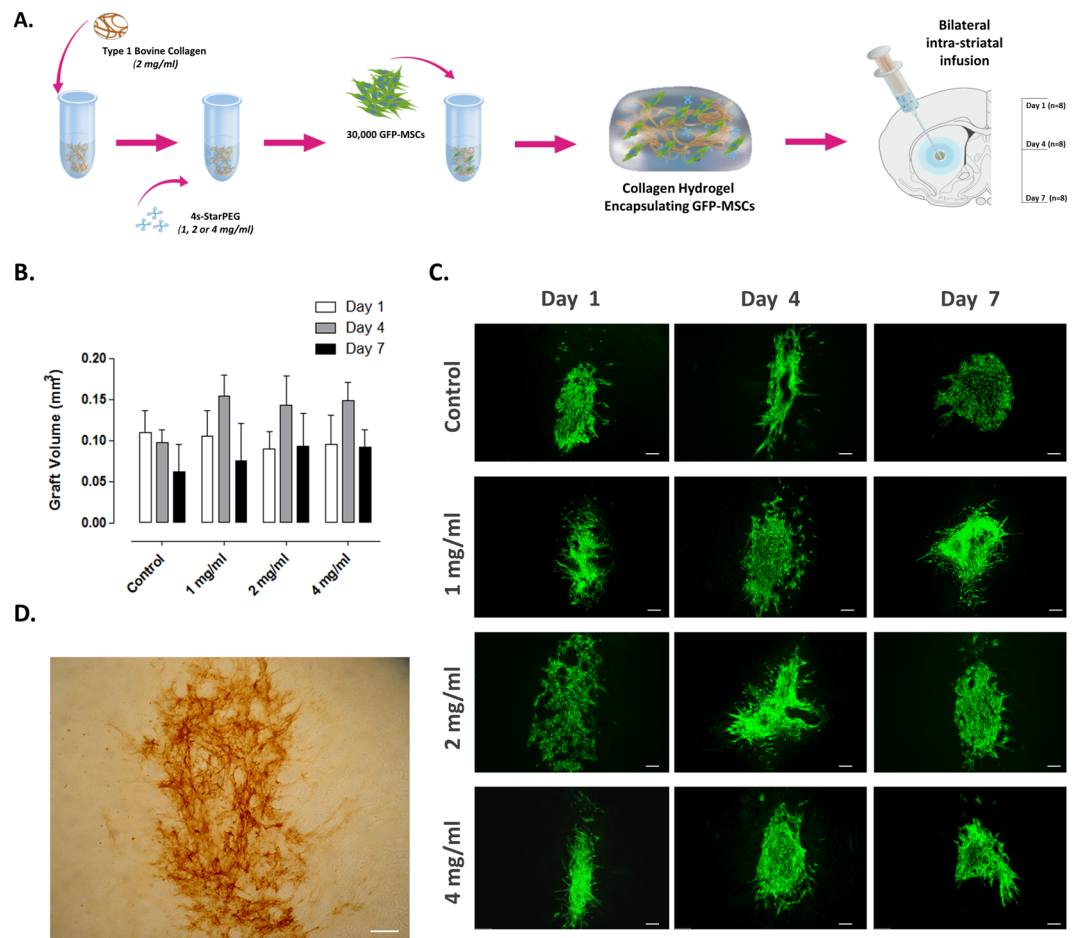 A.
Type 1 Bovine Collagen
(2 mg/ml)
4s-StarPEG
(1, 2 or 4 mg/ml)
30,000 GFP-MSCs
Collagen Hydrogel
Encapsulating GFP-MSCs
Bilateral
intra-striatal
infusion
Day 1 (n=8)
Day 4 (n=8)
Day 7 (n=8)
B.
Day 1
Day 4
Day 7
Graft Volume (mm³)
0.20
0.15
0.10
0.05
0.00
Control
1 mg/ml
2 mg/ml
4 mg/ml
C.
Day 1
Day 4
Day 7
Control
1 mg/ml
2 mg/ml
4 mg/ml
D.